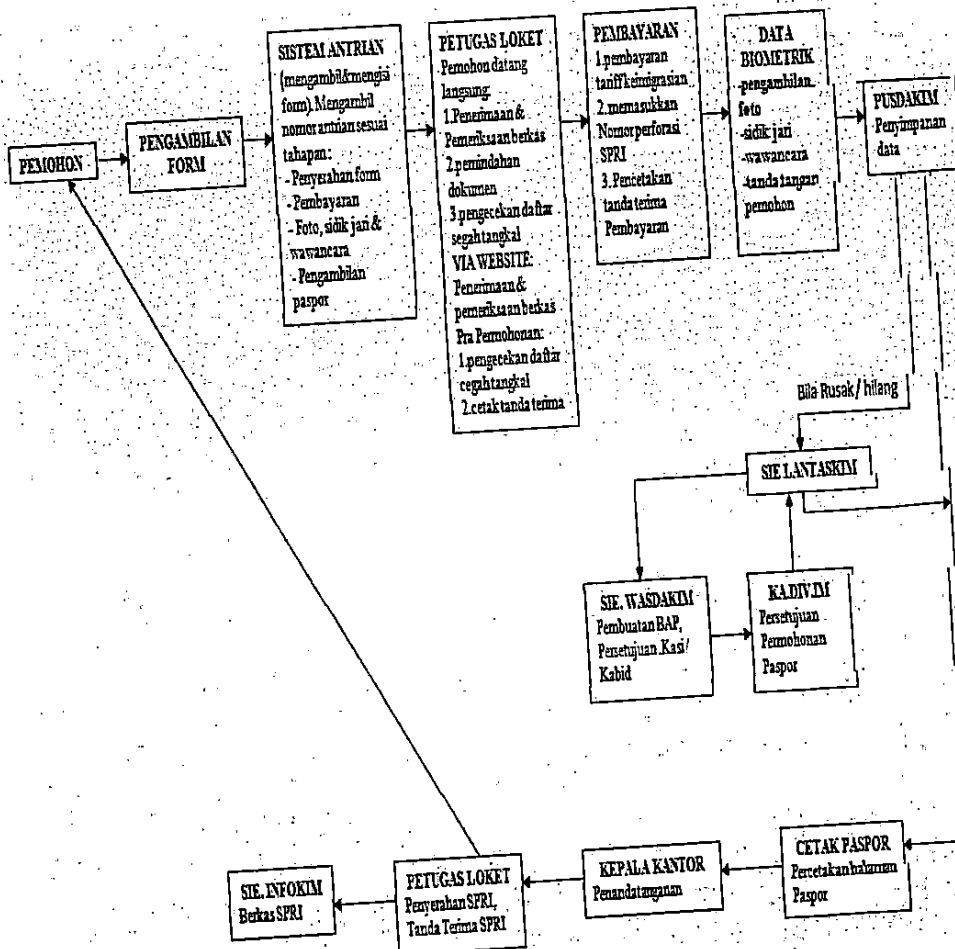 PEMOHON
PENGAMBILAN
FORM
SISTEM ANTRIAN
(mengambil&mengisi
form). Mengambil
nomor antrian sesuai
tahapan:
- Penyerahan form
- Pembayaran
- Foto, sidik jari &
wawancara
- Pengambilan
paspor
PETUGAS LOKET
Pemohon datang
langsung:
1.Penerimaan &
Pemeriksaan berkas
2.pemindahan
dokumen
3.pengecekan daftar
segah tangkal
VIA WEBSITE:
Penerimaan &
pemeriksaan berkas
Pra Permohonan:
1.pengecekan daftar
cegah tangkal
2.cetak tanda terima
PEMBAYARAN
1.pembayaran
tariff keimigrasian
2. memasukkan
Nomor perforasi
SPRI
3. Pencetakan
tanda terima
Pembayaran
DATA
BIOMETRIK
-pengambilan
foto
-sidik jari
-wawancara
-tanda tangan
pemohon
PUSDAKIM
- Penyimpanan
data
Bila Rusak / hilang
SIE LANTASKIM
SIE. WASDAKIM
Pembuatan BAP,
Persetujuan Kasi/
Kabid
KA.DIV.IM
Persetujuan
Permohonan
Paspor
CETAK PASPOR
Percetakan halaman
Paspor
KEPALA KANTOR
Penandatanganan
PETUGAS LOKET
Penyerahan SPRI,
Tanda Terima SPRI
SIE. INFOKIM
Berkas SPRI